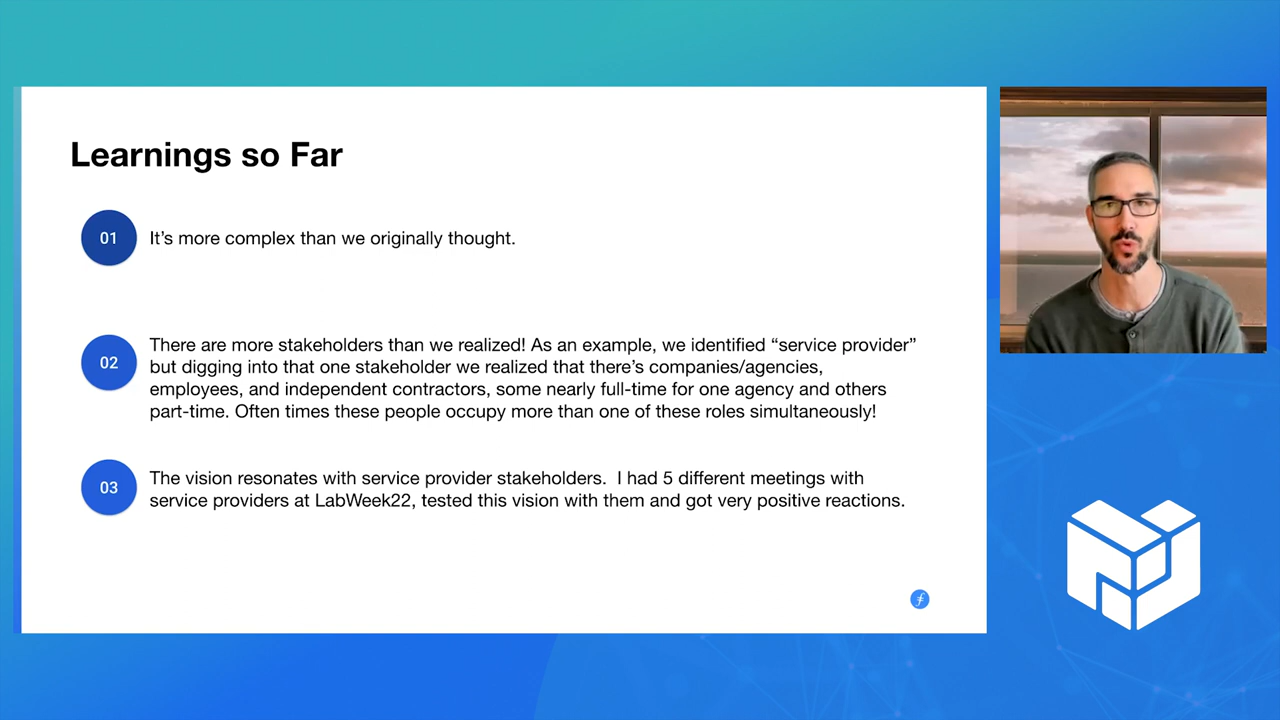 Learnings so Far
01
It’s more complex than we originally thought.
02
There are more stakeholders than we realized! As an example, we identified “service provider”
but digging into that one stakeholder we realized that there’s companies/agencies,
employees, and independent contractors, some nearly full-time for one agency and others
part-time. Often times these people occupy more than one of these roles simultaneously!
03
The vision resonates with service provider stakeholders.  I had 5 different meetings with
service providers at LabWeek22, tested this vision with them and got very positive reactions.